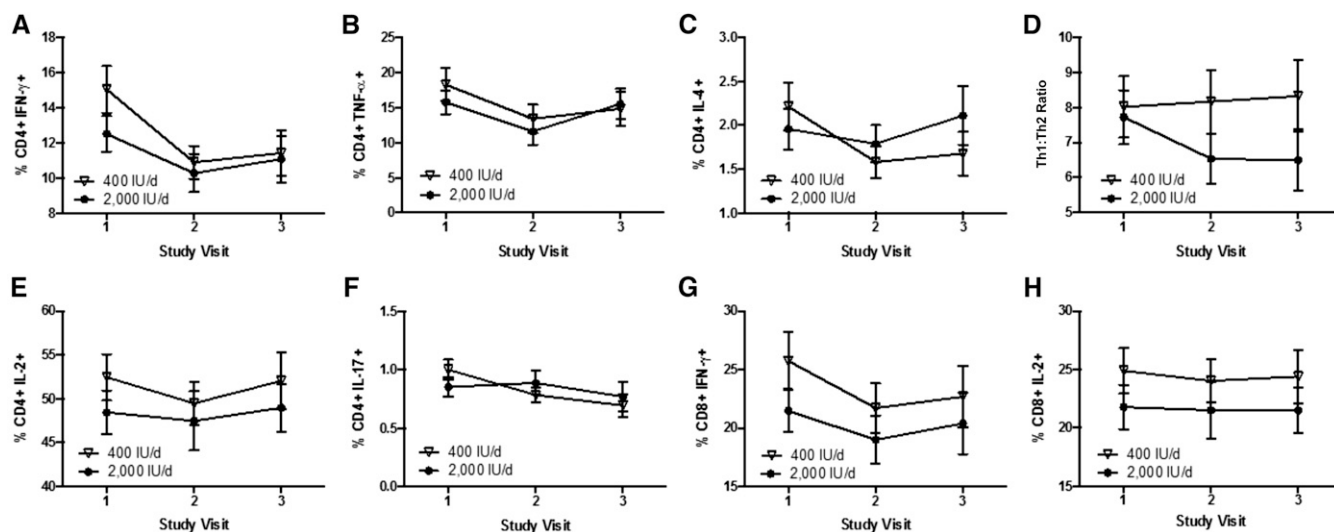 A
% CD4+ IFN-γ+
18
16
14
12
10
8
400 IU/d
2,000 IU/d
1 2 3
Study Visit
B
% CD4+ TNF-α+
25
20
15
10
5
0
400 IU/d
2,000 IU/d
1 2 3
Study Visit
C
% CD4+ IL-4+
3.0
2.5
2.0
1.5
1.0
400 IU/d
2,000 IU/d
1 2 3
Study Visit
D
Th1:Th2 Ratio
10
9
8
7
6
5
400 IU/d
2,000 IU/d
1 2 3
Study Visit
E
% CD4+ IL-2+
60
55
50
45
40
400 IU/d
2,000 IU/d
1 2 3
Study Visit
F
% CD4+ IL-17+
1.5
1.0
0.5
0.0
400 IU/d
2,000 IU/d
1 2 3
Study Visit
G
% CD8+ IFN-γ+
30
25
20
15
400 IU/d
2,000 IU/d
1 2 3
Study Visit
H
% CD8+ IL-2+
30
25
20
15
400 IU/d
2,000 IU/d
1 2 3
Study Visit